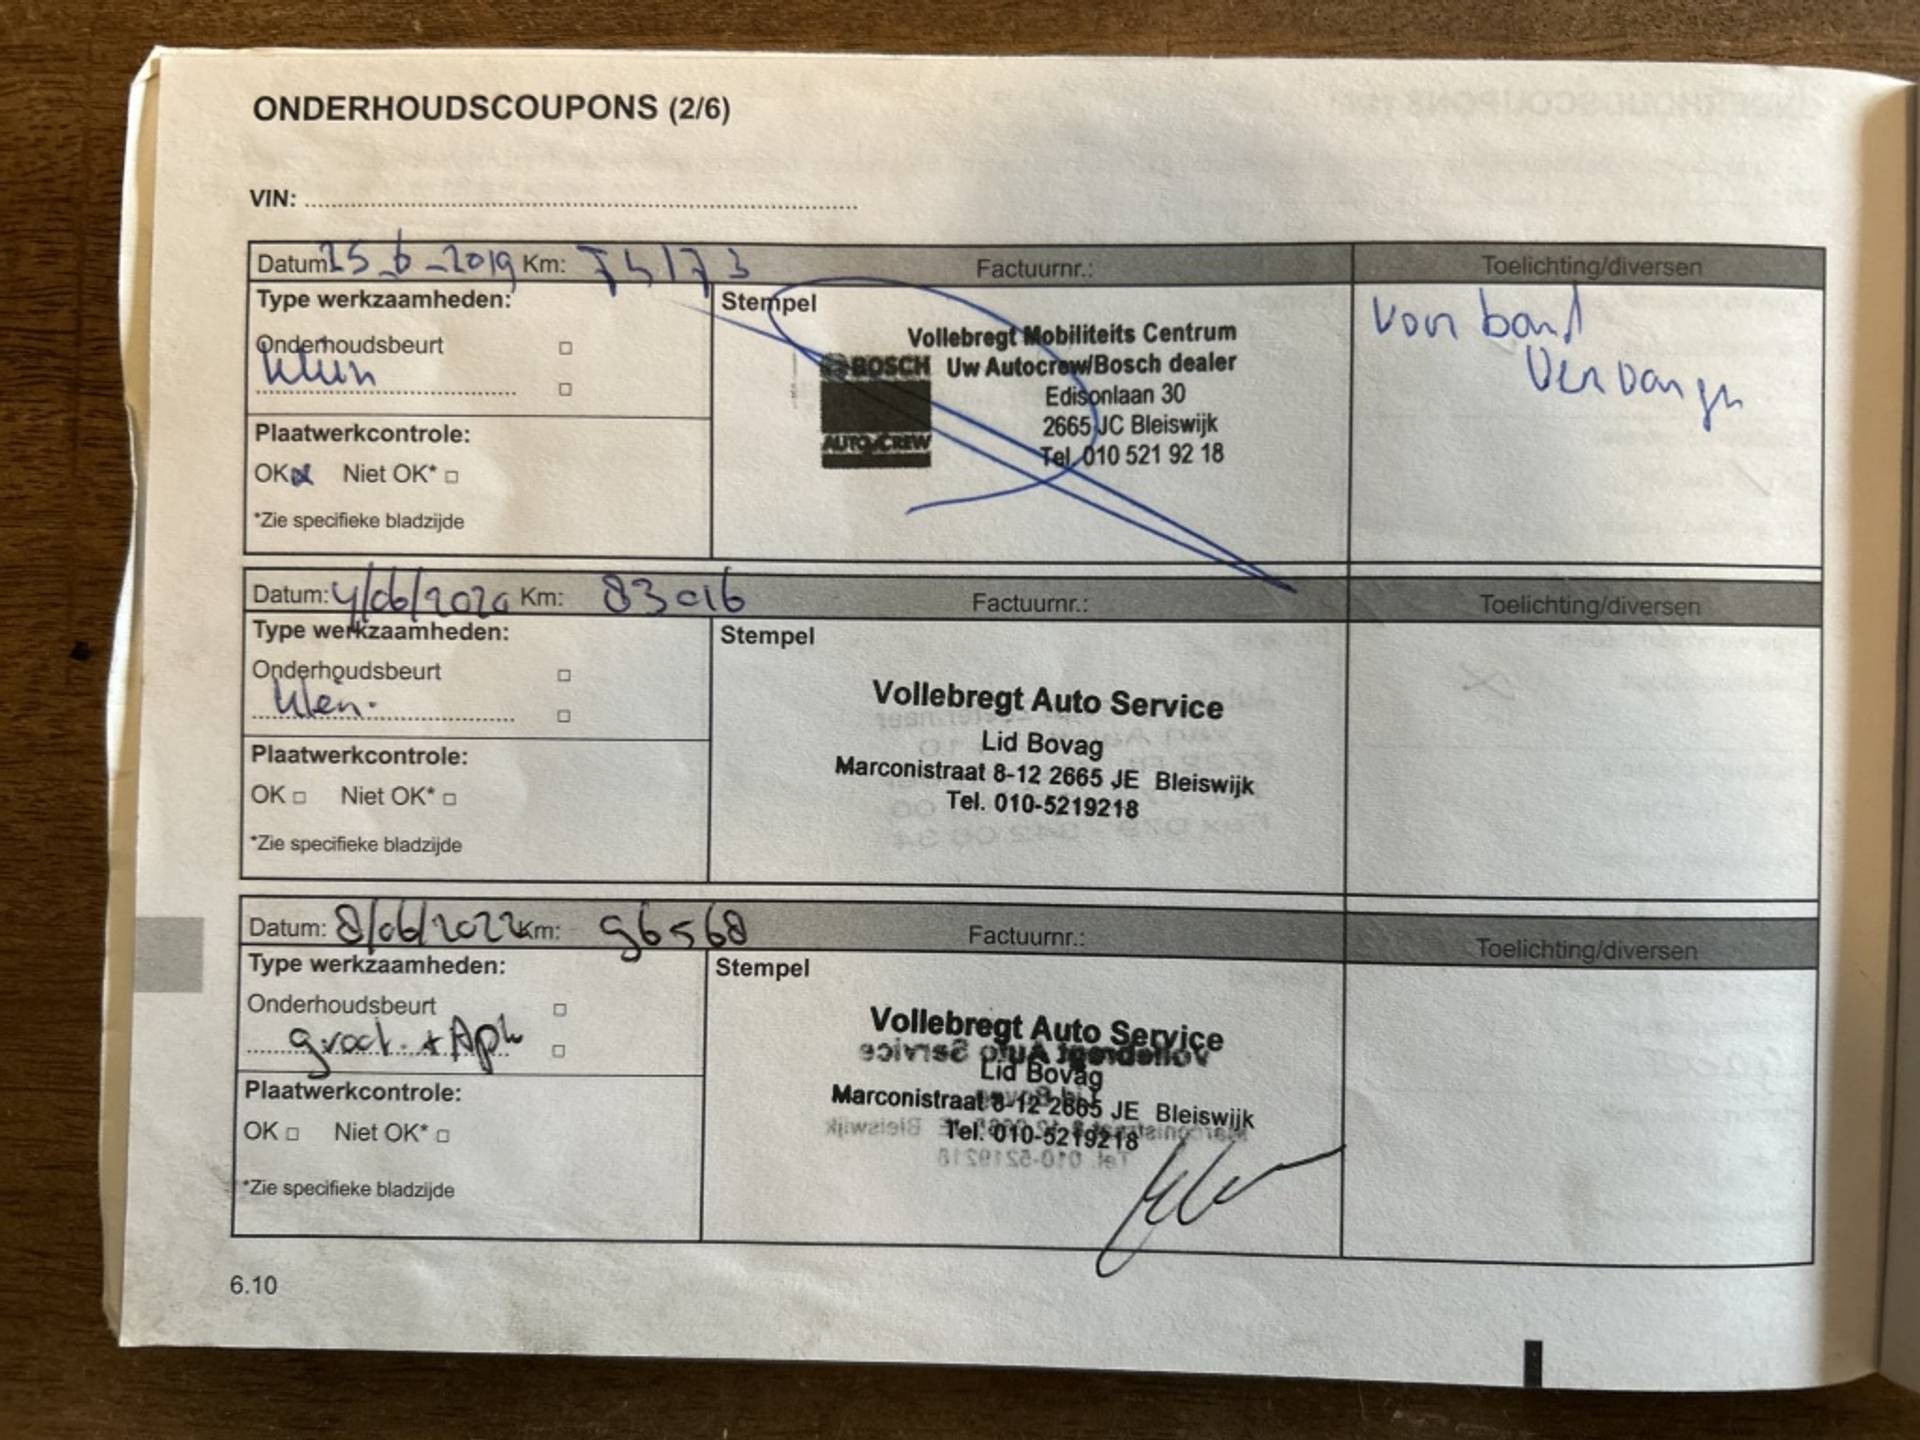 ONDERHOUDSCOUPONS (2/6)
VIN:
Datum: 25-6-2019 Km: 74173 Factuurnr.: Toelichting/diversen
Type werkzaamheden:
Onderhoudsbeurt
klein
Plaatwerkcontrole:
OK Niet OK*
*Zie specifieke bladzijde
Stempel
Vollebregt Mobiliteits Centrum
BOSCH Uw Autocrew/Bosch dealer
Edisonlaan 30
2665 JC Bleiswijk
AUTO CREW
Tel. 010 521 92 18
Voor band
Vervangen
Datum: 4/06/2020 Km: 83016 Factuurnr.: Toelichting/diversen
Type werkzaamheden:
Onderhoudsbeurt
klein.
Plaatwerkcontrole:
OK Niet OK*
*Zie specifieke bladzijde
Stempel
Vollebregt Auto Service
Lid Bovag
Marconistraat 8-12 2665 JE Bleiswijk
Tel. 010-5219218
Datum: 8/06/2022 Km: 96568 Factuurnr.: Toelichting/diversen
Type werkzaamheden:
Onderhoudsbeurt
groot. + Apk
Plaatwerkcontrole:
OK Niet OK*
*Zie specifieke bladzijde
Stempel
Vollebregt Auto Service
Lid Bovag
Marconistraat 8-12 2665 JE Bleiswijk
Tel. 010-5219218
6.10